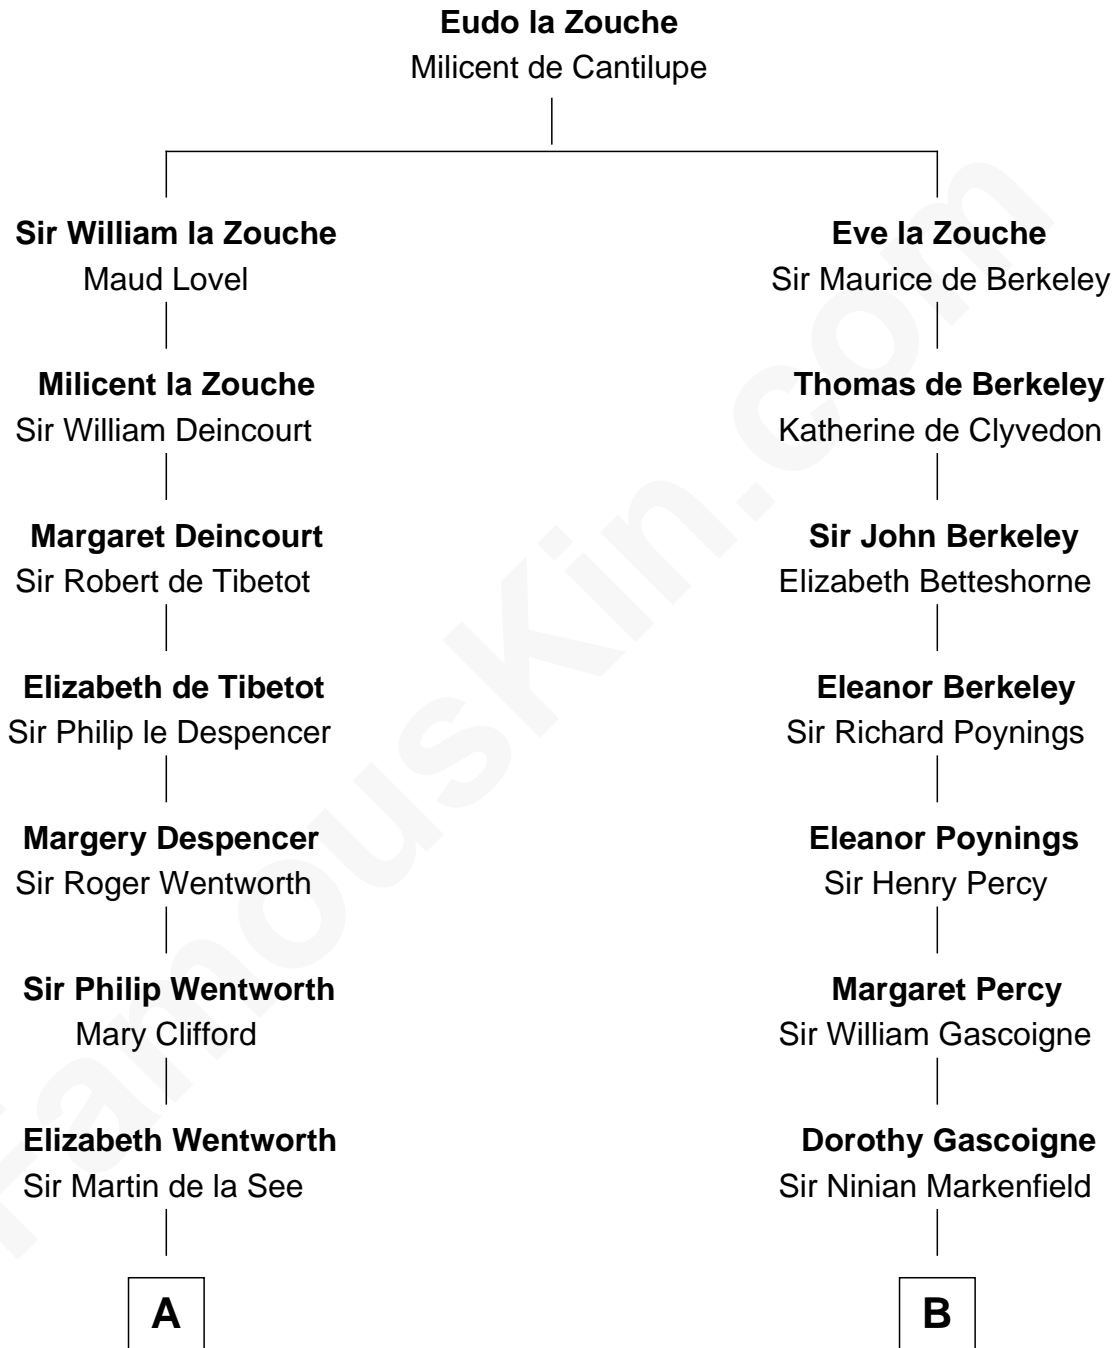 Eudo la Zouche
Milicent de Cantilupe
Sir William la Zouche
Maud Lovel
Eve la Zouche
Sir Maurice de Berkeley
Milicent la Zouche
Sir William Deincourt
Thomas de Berkeley
Katherine de Clyvedon
Margaret Deincourt
Sir Robert de Tibetot
Sir John Berkeley
Elizabeth Betteshorne
Elizabeth de Tibetot
Sir Philip le Despencer
Eleanor Berkeley
Sir Richard Poynings
Margery Despencer
Sir Roger Wentworth
Eleanor Poynings
Sir Henry Percy
Sir Philip Wentworth
Mary Clifford
Margaret Percy
Sir William Gascoigne
Elizabeth Wentworth
Sir Martin de la See
Dorothy Gascoigne
Sir Ninian Markenfield
A
B
FamousKin.com